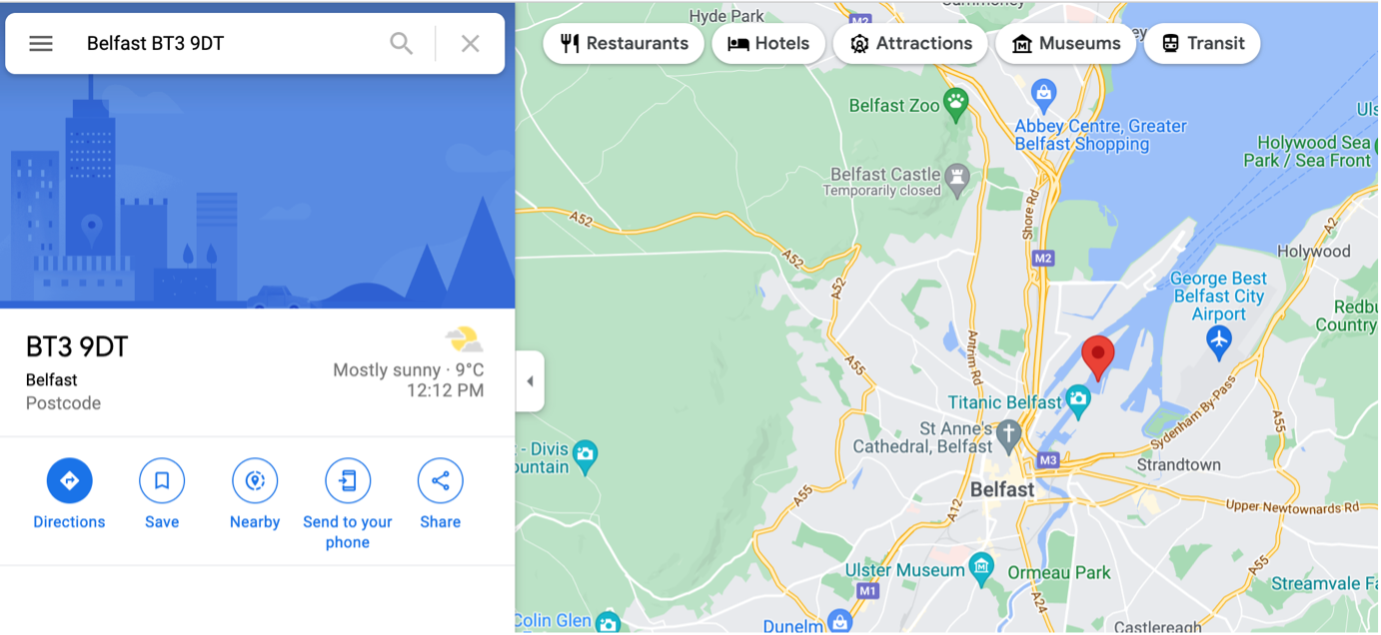 Belfast BT3 9DT
BT3 9DT
Belfast
Postcode
Mostly sunny · 9°C
12:12 PM
Directions
Save
Nearby
Send to your
phone
Share
Restaurants
Hotels
Attractions
Museums
Transit
Hyde Park
M2
Belfast Zoo
Abbey Centre, Greater
Belfast Shopping
Holywood Sea
Park / Sea Front
Belfast Castle
Temporarily closed
A52
Shore Rd
A2
A52
M2
Holywood
A52
George Best
Belfast City
Airport
Antrim Rd
A55
Country
Titanic Belfast
St Anne's
Cathedral, Belfast
Sydenham By-Pass
A55
- Divis
M3
Strandtown
Belfast
A55
A12
Upper Newtownards Rd
Ulster Museum
Ormeau Park
A55
M1
A24
Streamvale
Colin Glen
Dunelm
Castlereagh